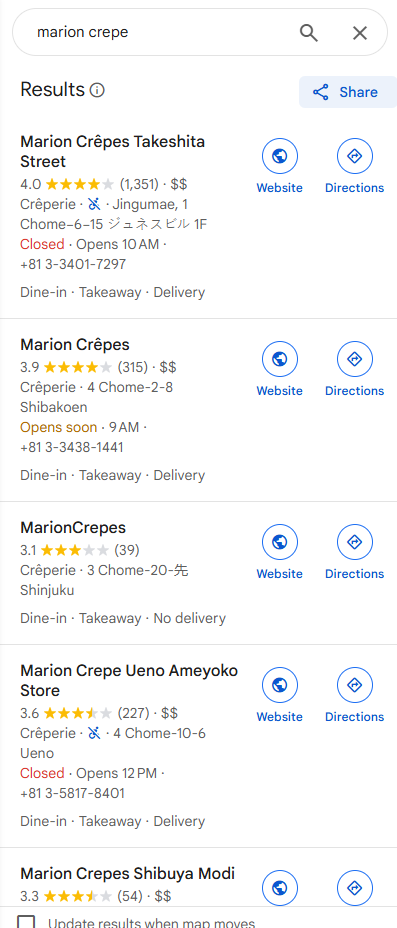 marion crepe
Results
Share
Marion Crêpes Takeshita
Street
4.0 (1,351) · $$
Crêperie · · Jingumae, 1
Chome−6−15 ジュネスビル 1F
Closed · Opens 10 AM ·
+81 3-3401-7297
Dine-in · Takeaway · Delivery
Website
Directions
Marion Crêpes
3.9 (315) · $$
Crêperie · 4 Chome-2-8
Shibakoen
Opens soon · 9 AM ·
+81 3-3438-1441
Dine-in · Takeaway · Delivery
Website
Directions
MarionCrepes
3.1 (39)
Crêperie · 3 Chome-20-先
Shinjuku
Dine-in · Takeaway · No delivery
Website
Directions
Marion Crepe Ueno Ameyoko
Store
3.6 (227) · $$
Crêperie · · 4 Chome-10-6
Ueno
Closed · Opens 12 PM ·
+81 3-5817-8401
Dine-in · Takeaway · Delivery
Website
Directions
Marion Crepes Shibuya Modi
3.3 (54) · $$
Update results when map moves